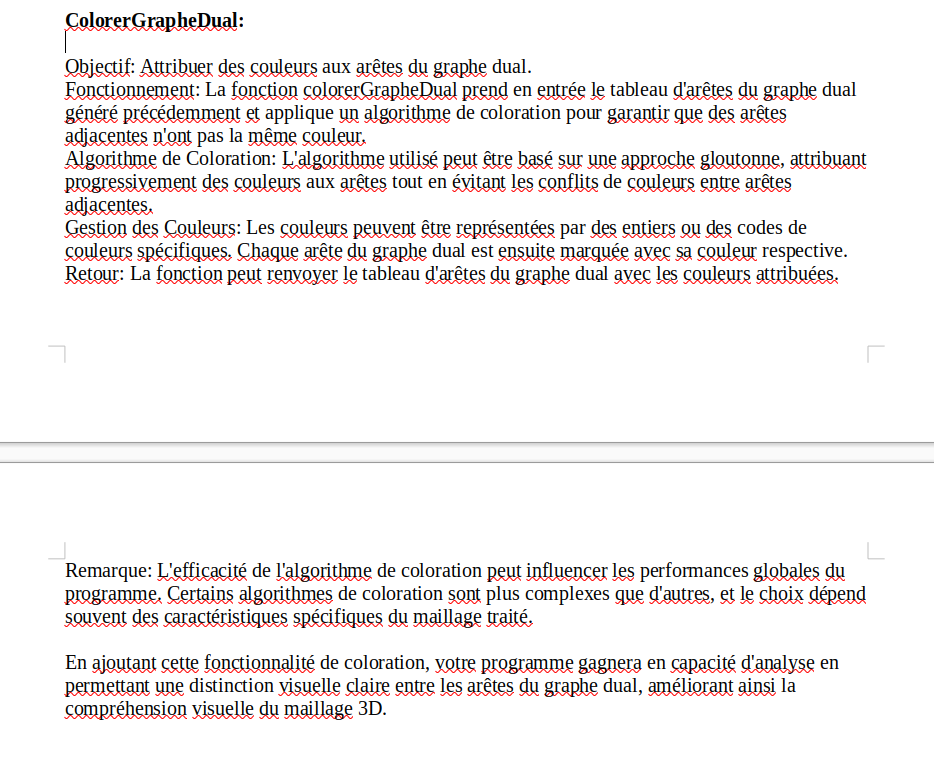 ColorerGrapheDual:
Objectif: Attribuer des couleurs aux arêtes du graphe dual.
Fonctionnement: La fonction colorerGrapheDual prend en entrée le tableau d'arêtes du graphe dual
généré précédemment et applique un algorithme de coloration pour garantir que des arêtes
adjacentes n'ont pas la même couleur.
Algorithme de Coloration: L'algorithme utilisé peut être basé sur une approche gloutonne, attribuant
progressivement des couleurs aux arêtes tout en évitant les conflits de couleurs entre arêtes
adjacentes.
Gestion des Couleurs: Les couleurs peuvent être représentées par des entiers ou des codes de
couleurs spécifiques. Chaque arête du graphe dual est ensuite marquée avec sa couleur respective.
Retour: La fonction peut renvoyer le tableau d'arêtes du graphe dual avec les couleurs attribuées.
Remarque: L'efficacité de l'algorithme de coloration peut influencer les performances globales du
programme. Certains algorithmes de coloration sont plus complexes que d'autres, et le choix dépend
souvent des caractéristiques spécifiques du maillage traité.
En ajoutant cette fonctionnalité de coloration, votre programme gagnera en capacité d'analyse en
permettant une distinction visuelle claire entre les arêtes du graphe dual, améliorant ainsi la
compréhension visuelle du maillage 3D.